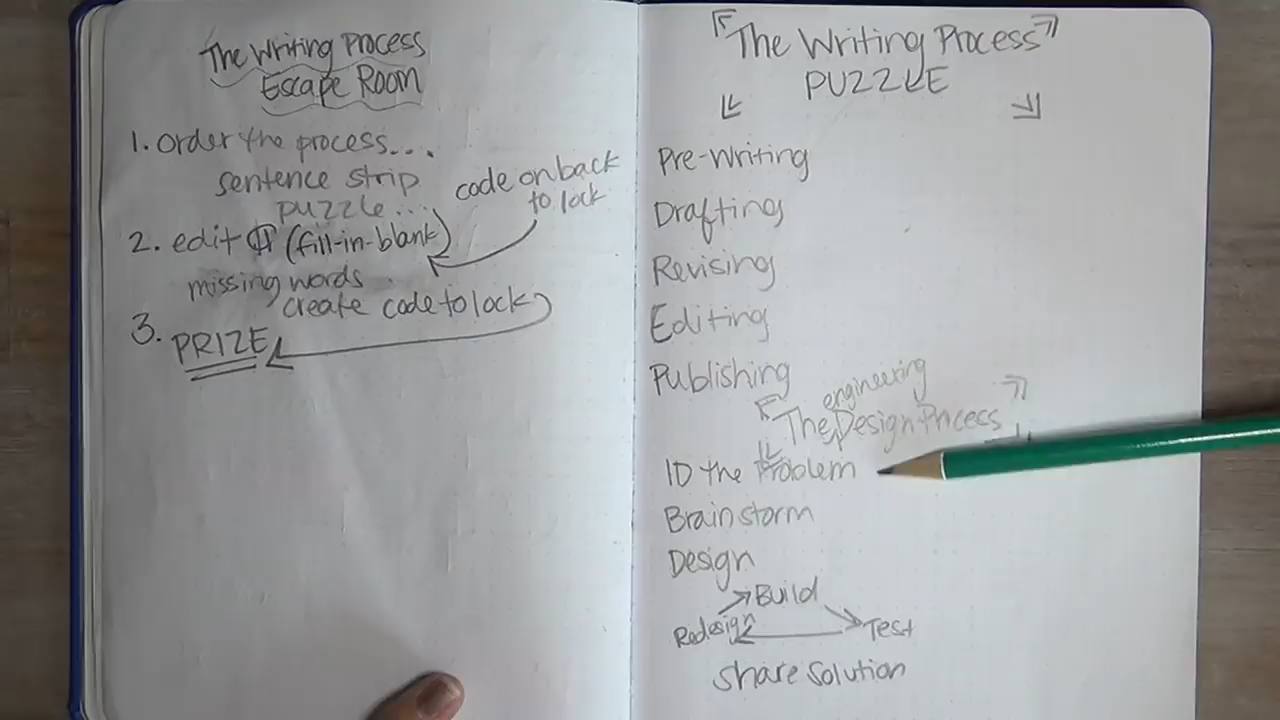 The Writing Process
Escape Room
1. order the process...
sentence strip
puzzle...
code on back
to lock
2. edit (fill-in-blank)
missing words
create code to lock
3. PRIZE
The Writing Process
PUZZLE
Pre-Writing
Drafting
Revising
Editing
Publishing
engineering
The Design Process
ID the Problem
Brainstorm
Design
Build
Redesign
Test
Share Solution